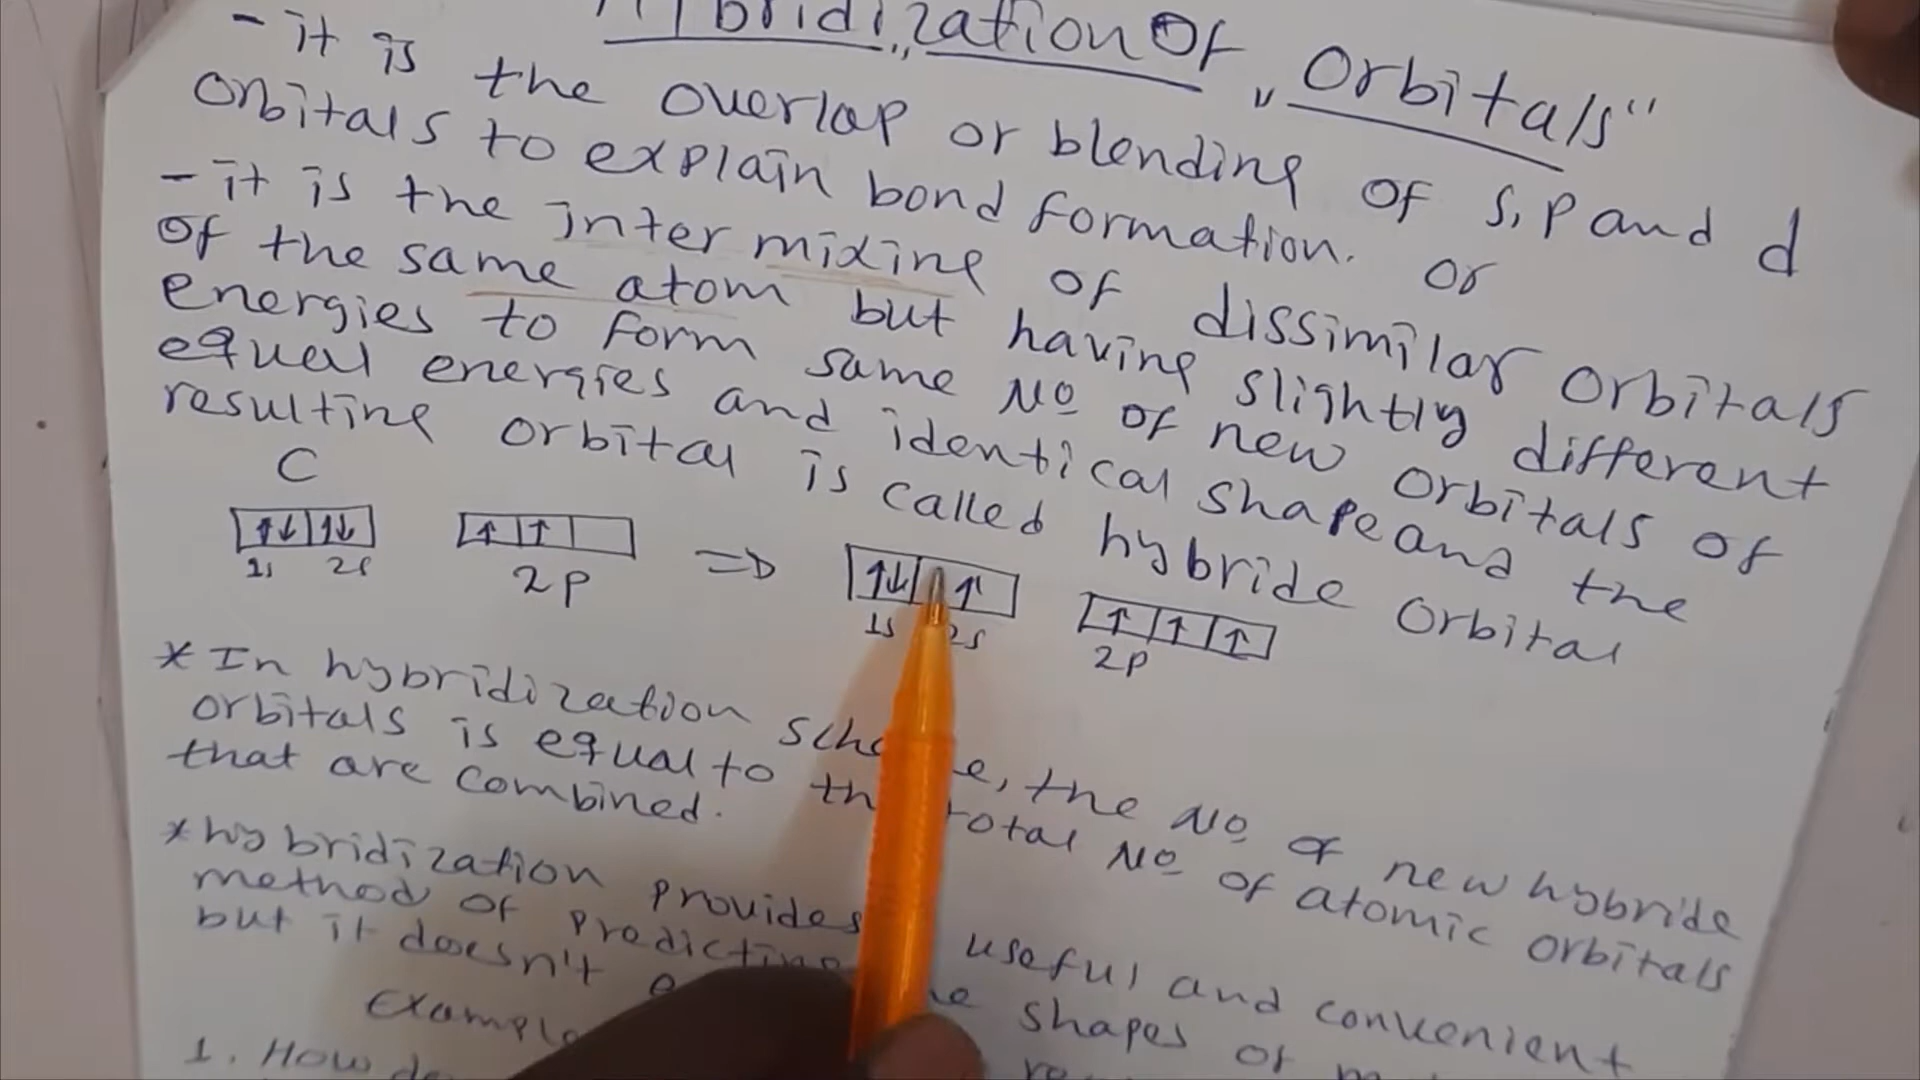 Hybridization Of "Orbitals"
- it is the overlap or blending of s, p and d
orbitals to explain bond formation. or
- it is the inter mixing of dissimilar orbitals
of the same atom but having slightly different
energies to form same No of new orbitals of
equal energies and identical shape and the
resulting orbital is called hybride orbital
C
↑↓ ↑↓ ↑ ↑ => ↑↓ ↑ ↑ ↑ ↑
1s 2s 2p 1s 2s 2p
* In hybridization scheme, the No of new hybride
orbitals is equal to the total No of atomic orbitals
that are combined.
* hybridization provides useful and convenient
method of predicting the shapes of
but it doesn't
Example
1. How do